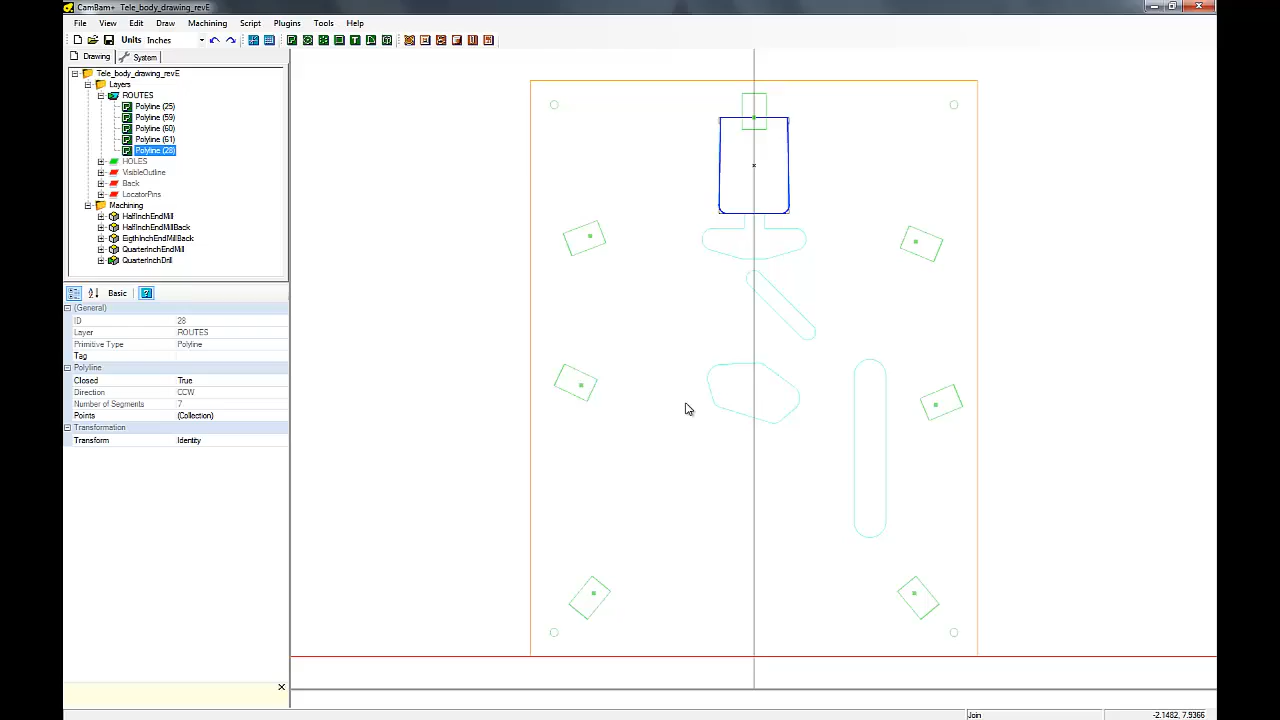 CamBam+ Tele_body_drawing_revE
File View Edit Draw Machining Script Plugins Tools Help
Units Inches
Drawing System
Tele_body_drawing_revE
Layers
ROUTES
Polyline (25)
Polyline (59)
Polyline (60)
Polyline (61)
Polyline (28)
HOLES
VisibleOutline
Back
LocatorPins
Machining
HalfInchEndMill
HalfInchEndMillBack
EigthInchEndMillBack
QuarterInchEndMill
QuarterInchDrill
Basic
(General)
ID 28
Layer ROUTES
Primitive Type Polyline
Tag
Polyline
Closed True
Direction CCW
Number of Segments 7
Points (Collection)
Transformation
Transform Identity
Join -2.1482, 7.9366